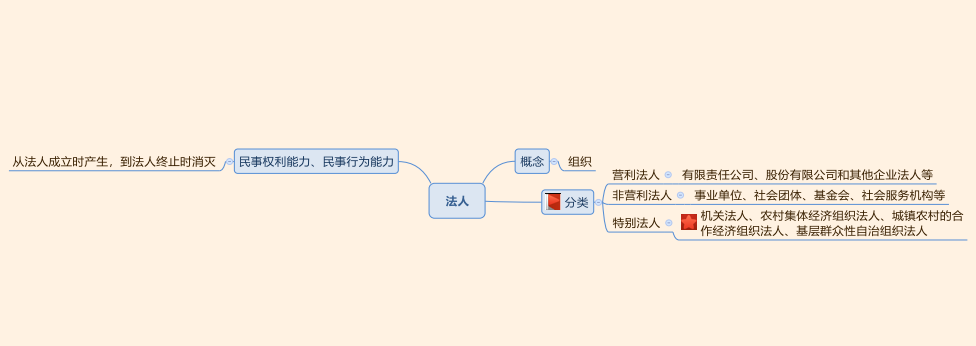 法人
民事权利能力、民事行为能力
从法人成立时产生，到法人终止时消灭
概念
组织
分类
营利法人
有限责任公司、股份有限公司和其他企业法人等
非营利法人
事业单位、社会团体、基金会、社会服务机构等
特别法人
机关法人、农村集体经济组织法人、城镇农村的合
作经济组织法人、基层群众性自治组织法人